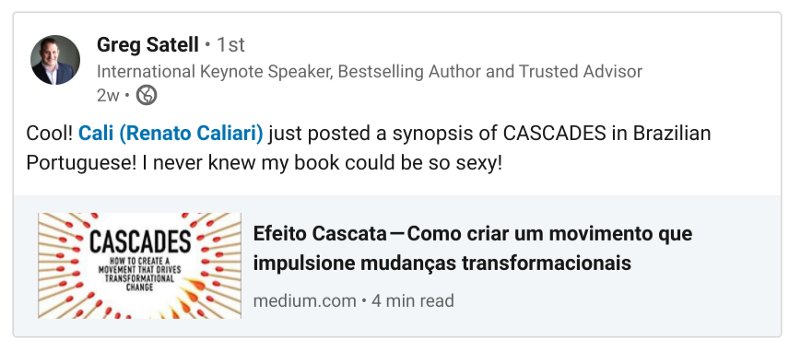 Greg Satell • 1st
International Keynote Speaker, Bestselling Author and Trusted Advisor
2w •
Cool! Cali (Renato Caliari) just posted a synopsis of CASCADES in Brazilian
Portuguese! I never knew my book could be so sexy!
CASCADES
HOW TO CREATE A
MOVEMENT THAT DRIVES
TRANSFORMATIONAL
CHANGE
Efeito Cascata — Como criar um movimento que
impulsione mudanças transformacionais
medium.com • 4 min read